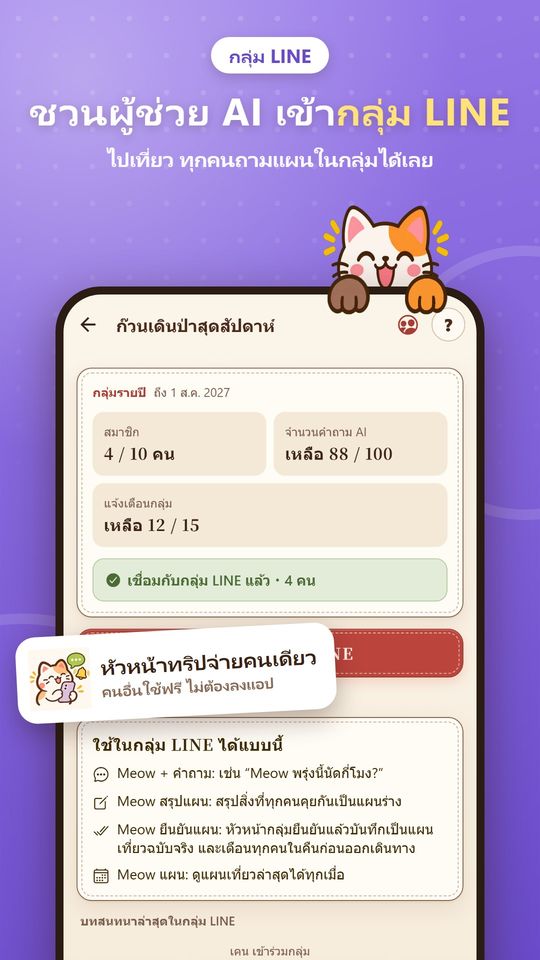 กลุ่ม LINE
ชวนผู้ช่วย AI เข้ากลุ่ม LINE
ไปเที่ยว ทุกคนถามแผนในกลุ่มได้เลย
ก๊วนเดินป่าสุดสัปดาห์
?
กลุ่มรายปี ถึง 1 ส.ค. 2027
สมาชิก
4 / 10 คน
จำนวนคำถาม AI
เหลือ 88 / 100
แจ้งเตือนกลุ่ม
เหลือ 12 / 15
เชื่อมกับกลุ่ม LINE แล้ว · 4 คน
NE
หัวหน้าทริปจ่ายคนเดียว
คนอื่นใช้ฟรี ไม่ต้องลงแอป
ใช้ในกลุ่ม LINE ได้แบบนี้
Meow + คำถาม: เช่น “Meow พรุ่งนี้นัดกี่โมง?”
Meow สรุปแผน: สรุปสิ่งที่ทุกคนคุยกันเป็นแผนร่าง
Meow ยืนยันแผน: หัวหน้ากลุ่มยืนยันแล้วบันทึกเป็นแผน
เที่ยวฉบับจริง และเตือนทุกคนในคืนก่อนออกเดินทาง
Meow แผน: ดูแผนเที่ยวล่าสุดได้ทุกเมื่อ
บทสนทนาล่าสุดในกลุ่ม LINE
เคน เข้าร่วมกลุ่ม